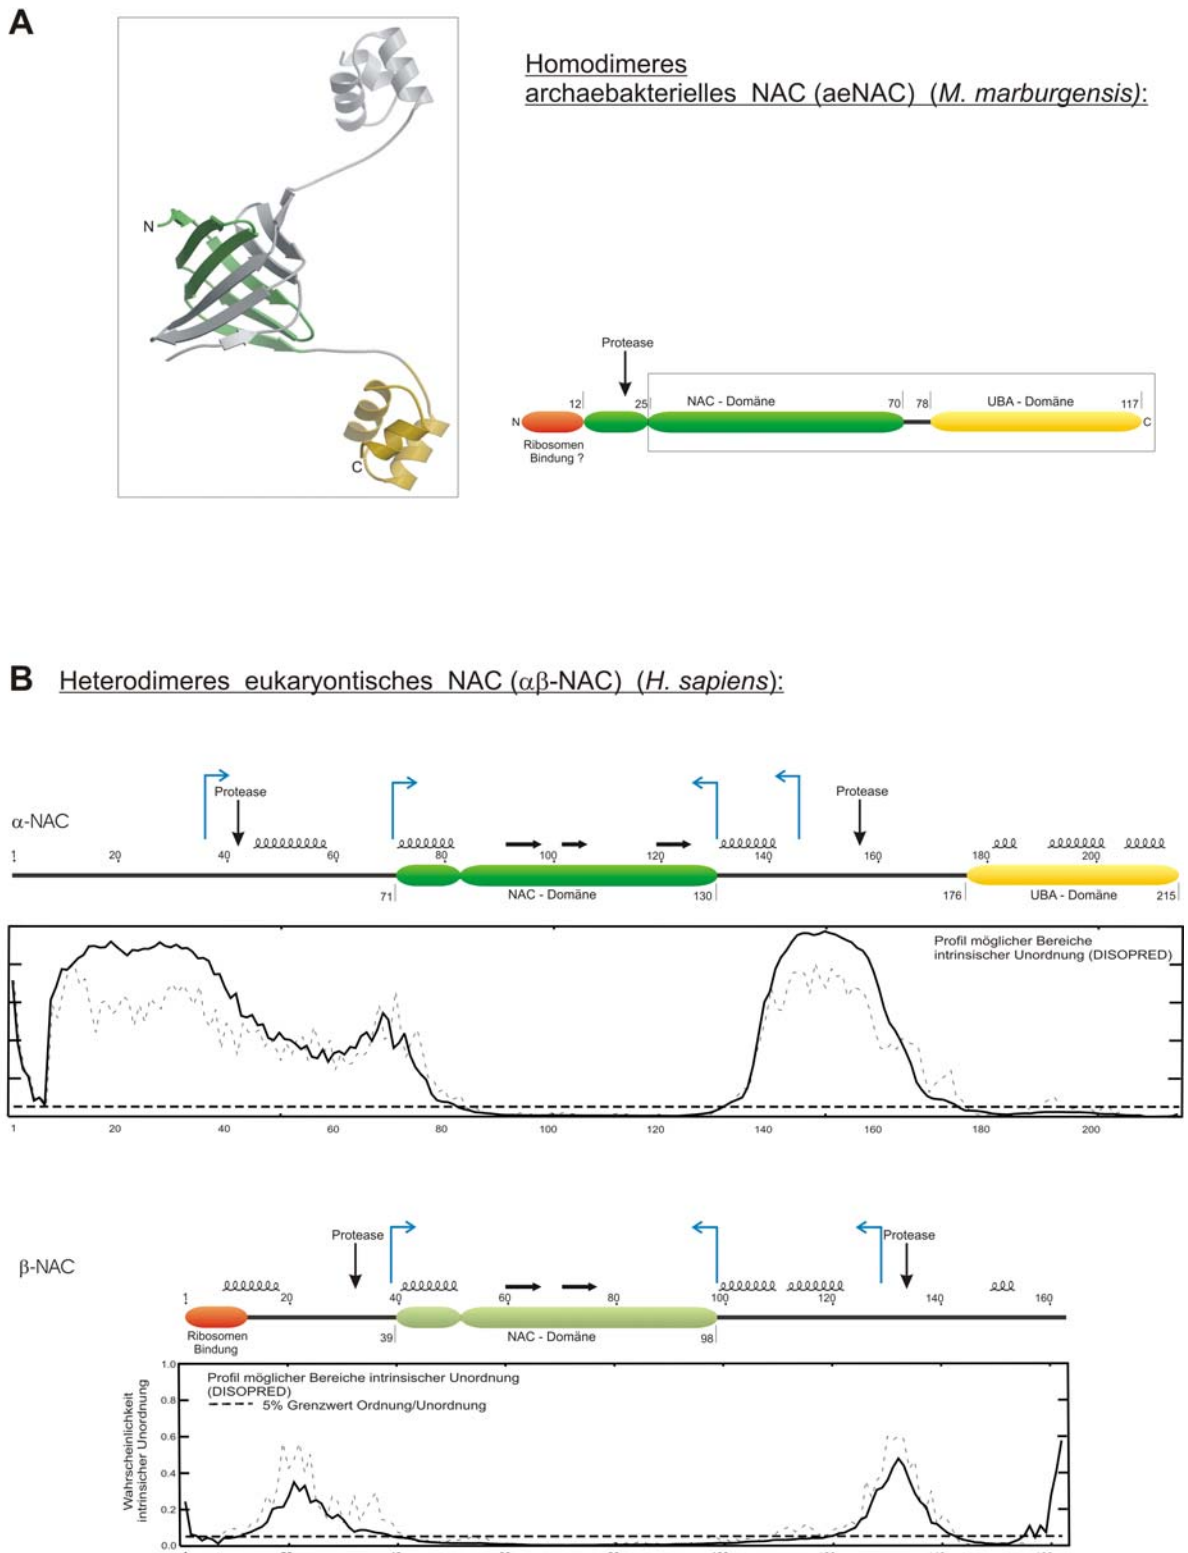 A
Homodimeres
archaebakterielles NAC (aeNAC) (M. marburgensis):
N
C
Protease
12 25 NAC - Domäne 70 78 UBA - Domäne 117
N C
Ribosomen
Bindung ?
B Heterodimeres eukaryontisches NAC (αβ-NAC) (H. sapiens):
Protease Protease
α-NAC
1 20 40 60 80 100 120 140 160 180 200
71 NAC - Domäne 130 176 UBA - Domäne 215
Profil möglicher Bereiche
intrinsischer Unordnung (DISOPRED)
1 20 40 60 80 100 120 140 160 180 200
Protease Protease
β-NAC
1 20 40 60 80 100 120 140 160
Ribosomen
Bindung
39 NAC - Domäne 98
Wahrscheinlichkeit
intrinsicher Unordnung
1.0
0.8
0.6
0.4
0.2
0.0
Profil möglicher Bereiche intrinsischer Unordnung
(DISOPRED)
5% Grenzwert Ordnung/Unordnung